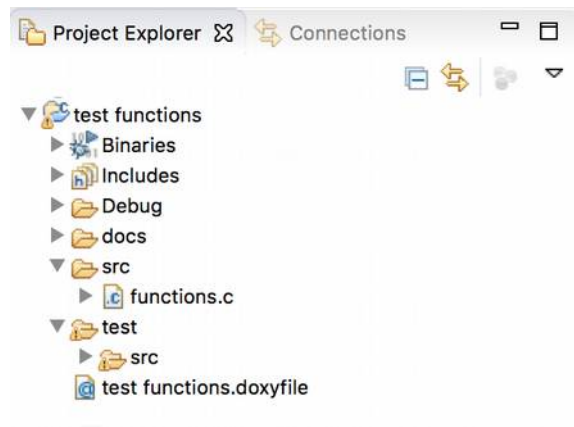 Project Explorer Connections
test functions
Binaries
Includes
Debug
docs
src
functions.c
test
src
test functions.doxyfile